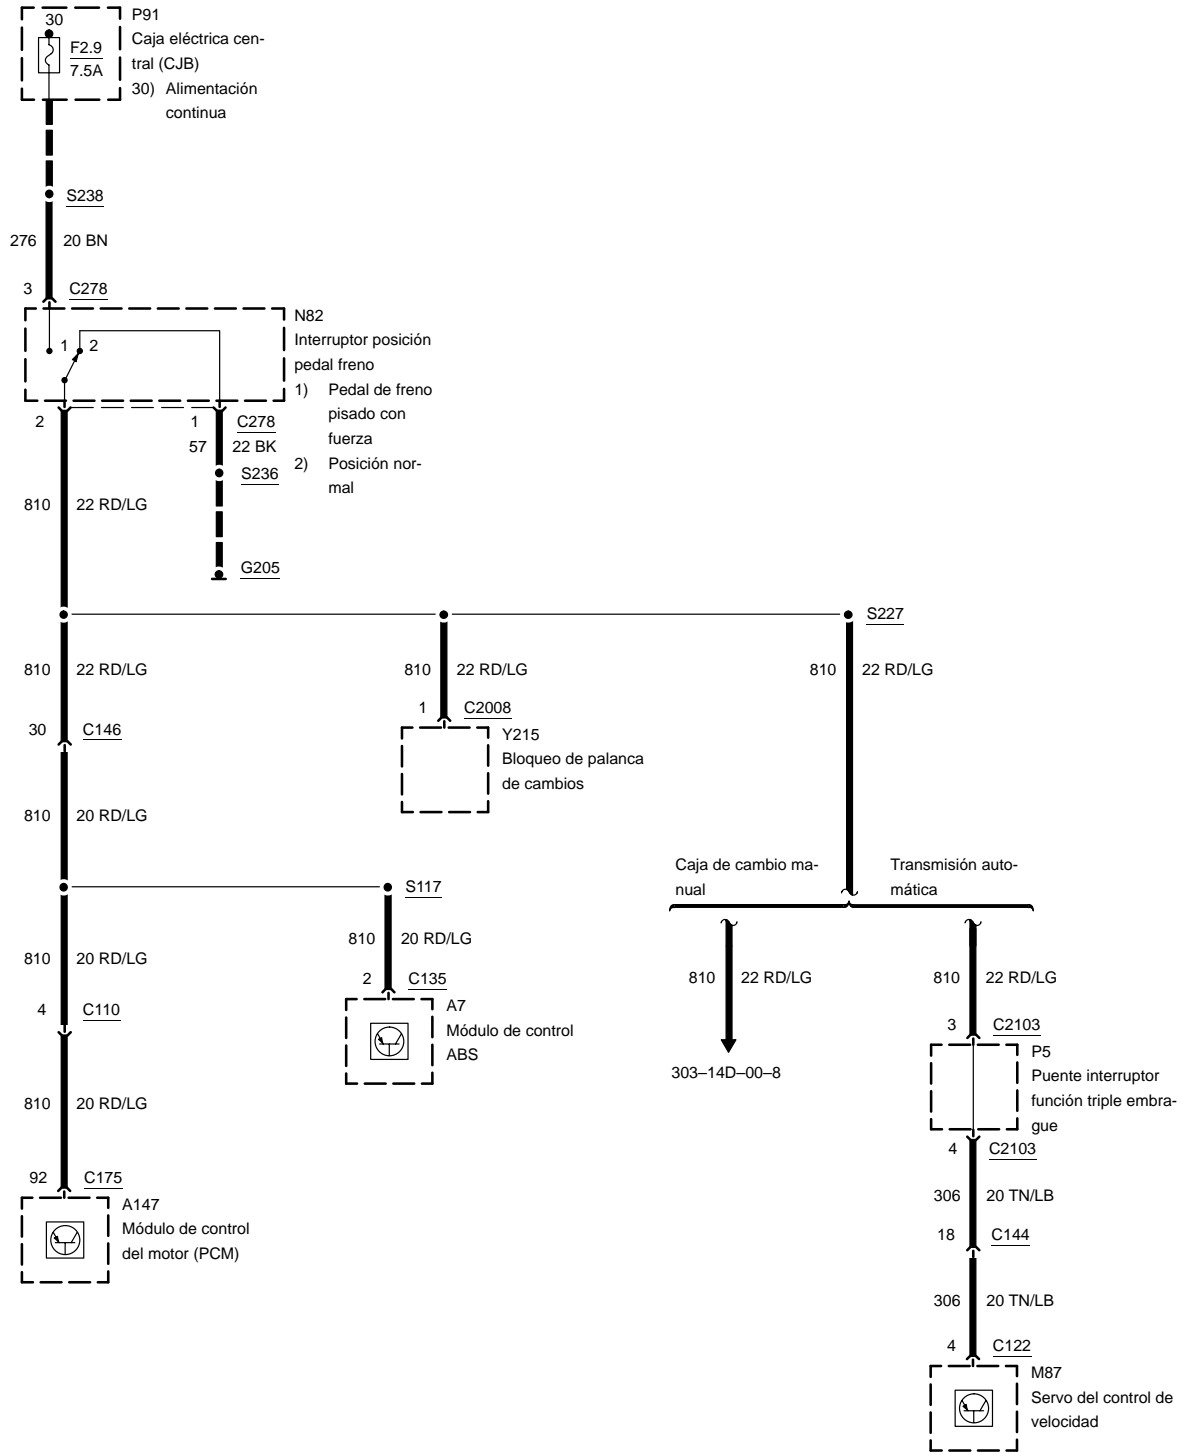 30
P91
Caja eléctrica cen-
tral (CJB)
30) Alimentación
continua
F2.9
7.5A
S238
276 20 BN
3 C278
N82
Interruptor posición
pedal freno
1) Pedal de freno
pisado con
fuerza
2) Posición nor-
mal
1 2
2
1 C278
57 22 BK
S236
810 22 RD/LG
G205
S227
810 22 RD/LG
810 22 RD/LG
810 22 RD/LG
30 C146
1 C2008
Y215
Bloqueo de palanca
de cambios
810 20 RD/LG
Caja de cambio ma-
nual
Transmisión auto-
mática
S117
810 20 RD/LG
810 20 RD/LG
810 22 RD/LG
810 22 RD/LG
4 C110
2 C135
A7
Módulo de control
ABS
3 C2103
P5
Puente interruptor
función triple embra-
gue
303–14D–00–8
810 20 RD/LG
4 C2103
92 C175
A147
Módulo de control
del motor (PCM)
306 20 TN/LB
18 C144
306 20 TN/LB
4 C122
M87
Servo del control de
velocidad